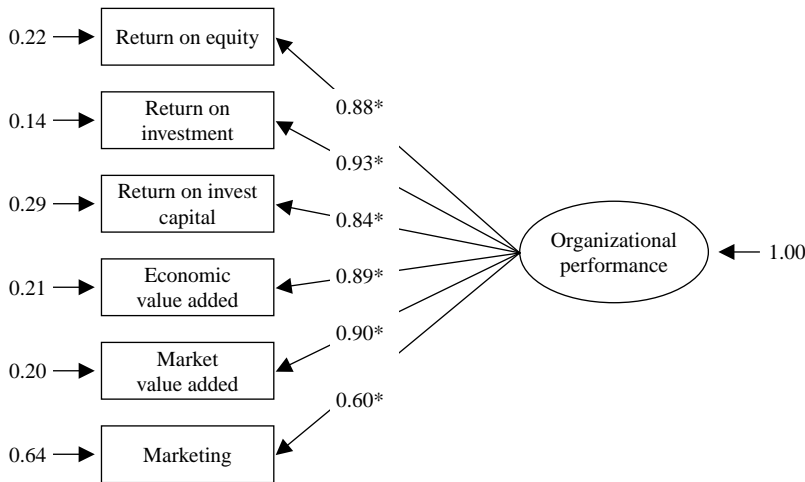 0.22
Return on equity
0.88*
0.14
Return on
investment
0.93*
0.29
Return on invest
capital
0.84*
Organizational
performance
1.00
0.21
Economic
value added
0.89*
0.20
Market
value added
0.90*
0.64
Marketing
0.60*